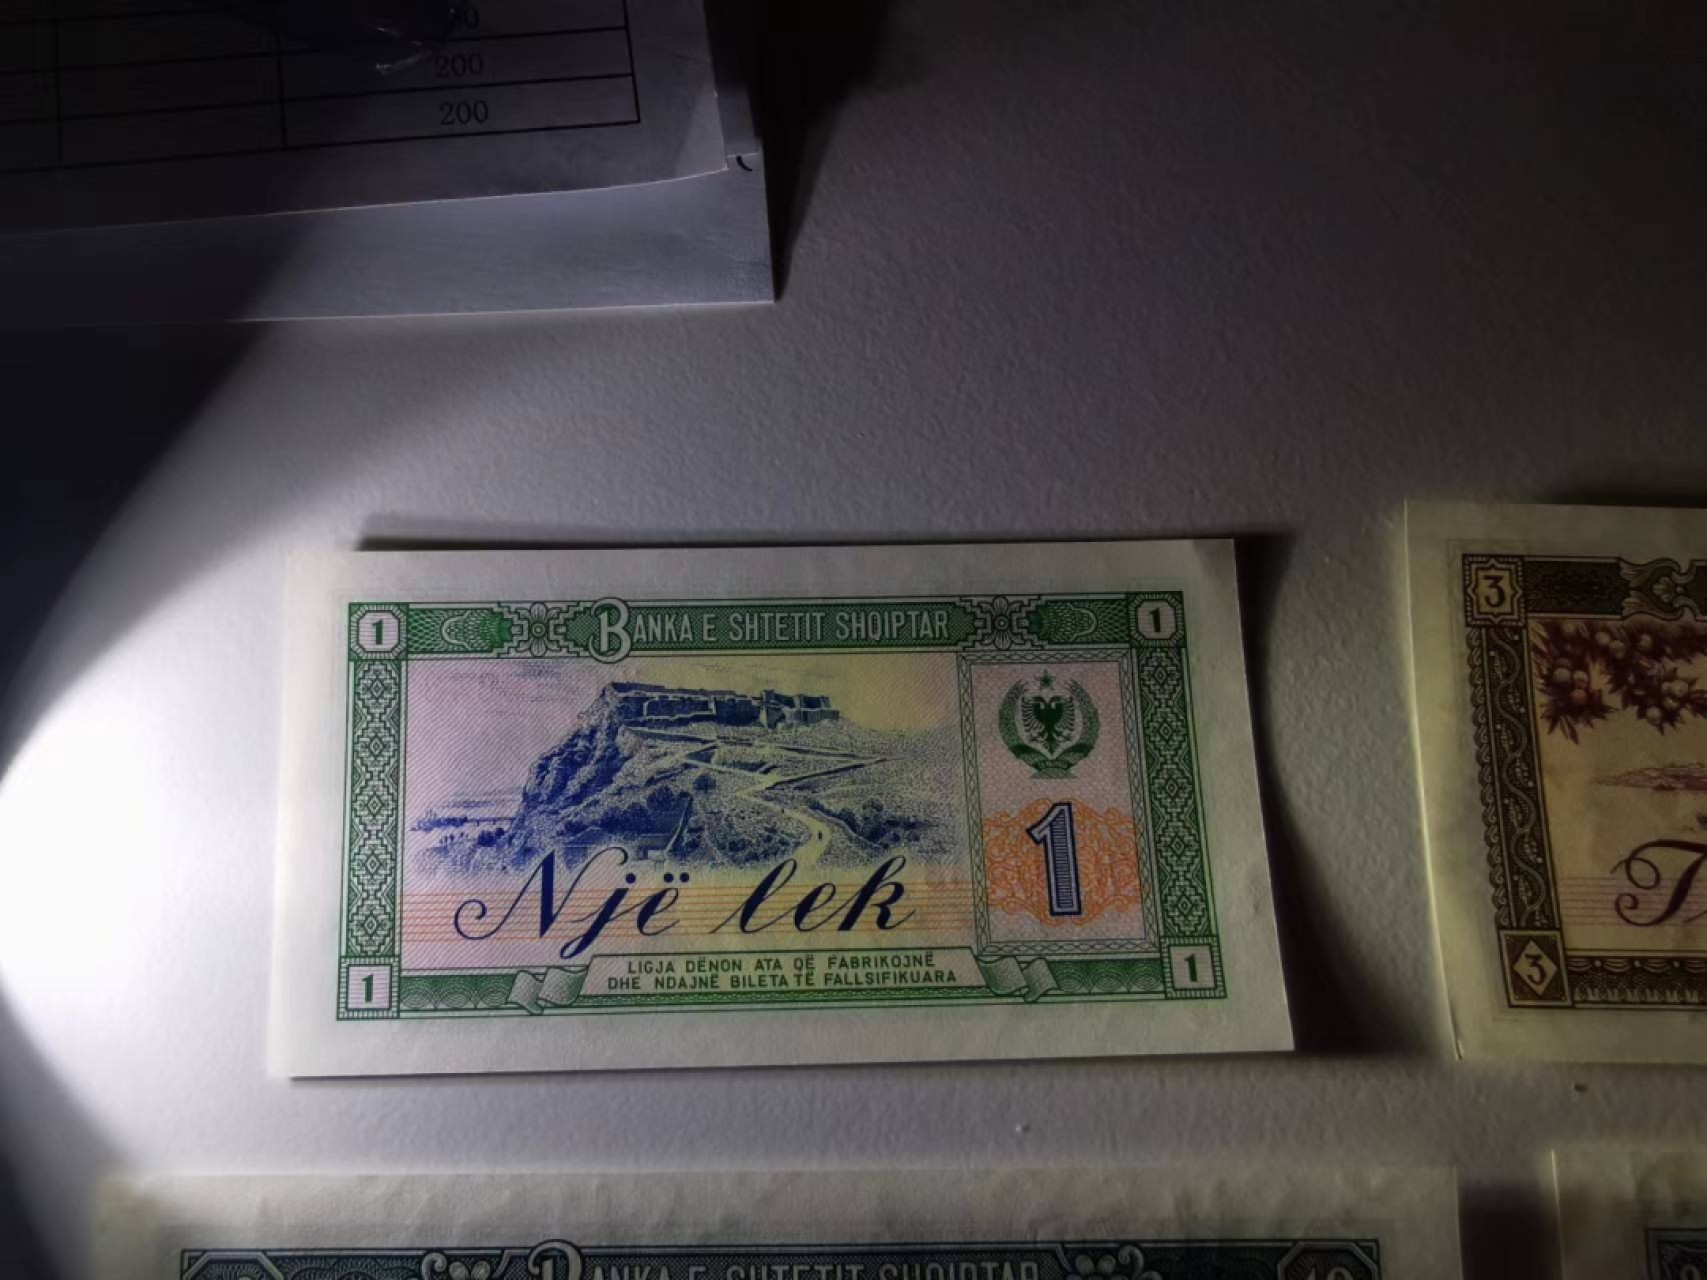 200
200
1 BANKA E SHTETIT SHQIPTAR 1
1
Një lek
LIGJA DËNON ATA QË FABRIKOJNË
DHE NDAJNË BILETA TË FALLSIFIKUARA
1 1
3
3
BANKA E SHTETIT SHQIPTAR